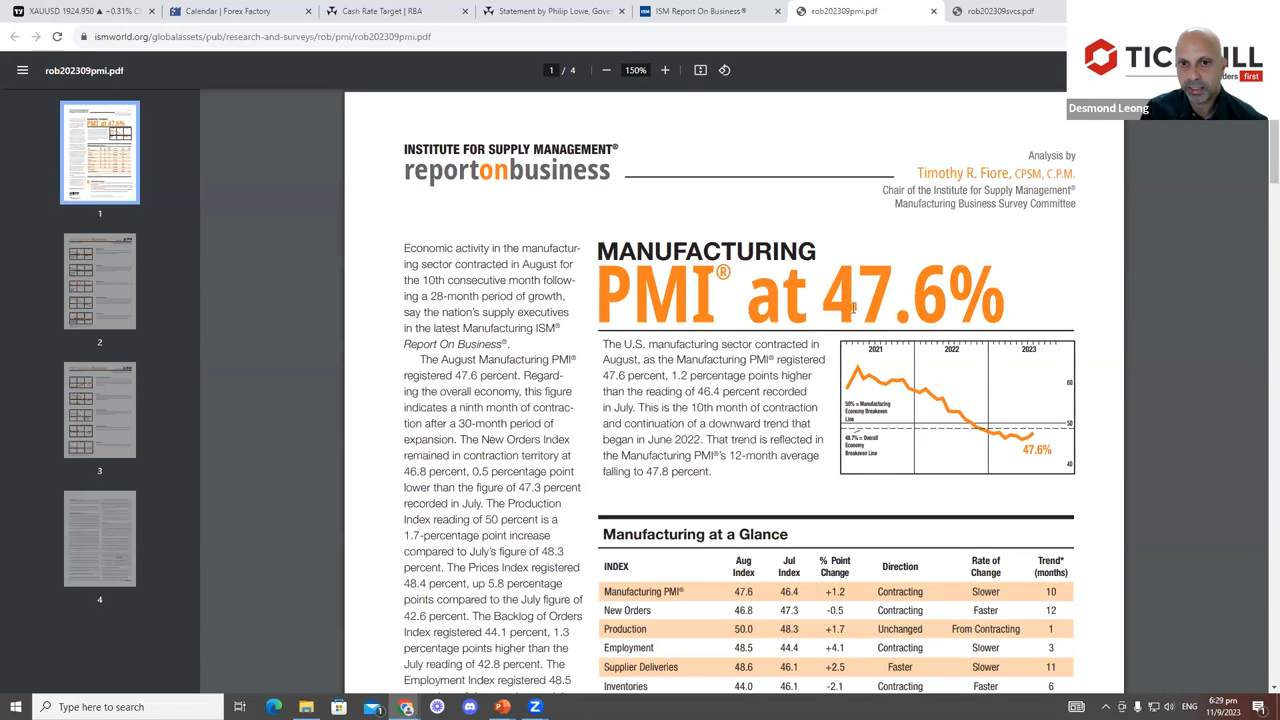 XAUUSD 1924.950 ▲ +0.31%
Calendar | Forex Factory
Cash Rate Target | RBA
Statement by Philip Lowe, Gove
ISM Report On Business®
rob202309pmi.pdf
rob202309svcs.pdf
ismworld.org/globalassets/pub/research-and-surveys/rob/pmi/rob202309pmi.pdf
rob202309pmi.pdf
1 / 4
150%
TIC
ILL
ders first
Desmond Leong
1
2
3
4
INSTITUTE FOR SUPPLY MANAGEMENT®
reportonbusiness
Analysis by
Timothy R. Fiore, CPSM, C.P.M.
Chair of the Institute for Supply Management®
Manufacturing Business Survey Committee
Economic activity in the manufactur-
ing sector contracted in August for
the 10th consecutive month follow-
ing a 28-month period of growth,
say the nation's supply executives
in the latest Manufacturing ISM®
Report On Business®.
The August Manufacturing PMI®
registered 47.6 percent. Regard-
ing the overall economy, this figure
indicates a ninth month of contrac-
tion after a 30-month period of
expansion. The New Orders Index
remained in contraction territory at
46.8 percent, 0.5 percentage point
lower than the figure of 47.3 percent
recorded in July. The Production
Index reading of 50 percent is a
1.7-percentage point increase
compared to July's figure of 48.3
percent. The Prices Index registered
48.4 percent, up 5.8 percentage
points compared to the July figure of
42.6 percent. The Backlog of Orders
Index registered 44.1 percent, 1.3
percentage points higher than the
July reading of 42.8 percent. The
Employment Index registered 48.5
MANUFACTURING
PMI® at 47.6%
The U.S. manufacturing sector contracted in
August, as the Manufacturing PMI® registered
47.6 percent, 1.2 percentage points higher
than the reading of 46.4 percent recorded
in July. This is the 10th month of contraction
and continuation of a downward trend that
began in June 2022. That trend is reflected in
the Manufacturing PMI®'s 12-month average
falling to 47.8 percent.
2021 2022 2023
60
50% = Manufacturing
Economy Breakeven
Line
50
48.7% = Overall
Economy
Breakeven Line
47.6%
40
Manufacturing at a Glance
INDEX Aug Index Jul Index % Point Change Direction Rate of Change Trend* (months)
Manufacturing PMI® 47.6 46.4 +1.2 Contracting Slower 10
New Orders 46.8 47.3 -0.5 Contracting Faster 12
Production 50.0 48.3 +1.7 Unchanged From Contracting 1
Employment 48.5 44.4 +4.1 Contracting Slower 3
Supplier Deliveries 48.6 46.1 +2.5 Faster Slower 11
Inventories 44.0 46.1 -2.1 Contracting Faster 6
Type here to search
6:29 pm
11/9/2023